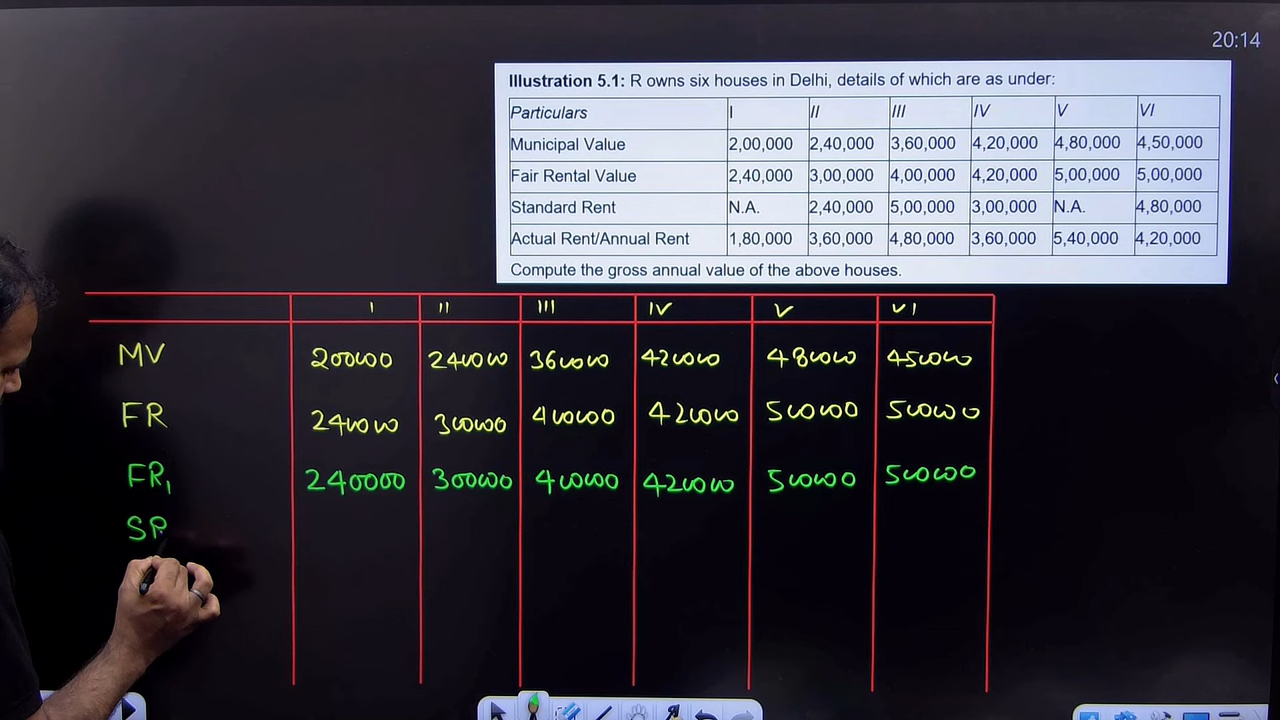 20:14
Illustration 5.1: R owns six houses in Delhi, details of which are as under:
Particulars I II III IV V VI
Municipal Value 2,00,000 2,40,000 3,60,000 4,20,000 4,80,000 4,50,000
Fair Rental Value 2,40,000 3,00,000 4,00,000 4,20,000 5,00,000 5,00,000
Standard Rent N.A. 2,40,000 5,00,000 3,00,000 N.A. 4,80,000
Actual Rent/Annual Rent 1,80,000 3,60,000 4,80,000 3,60,000 5,40,000 4,20,000
Compute the gross annual value of the above houses.
I II III IV V VI
MV 200000 240000 360000 420000 480000 450000
FR 240000 300000 400000 420000 500000 500000
FR1 240000 300000 400000 420000 500000 500000
SR